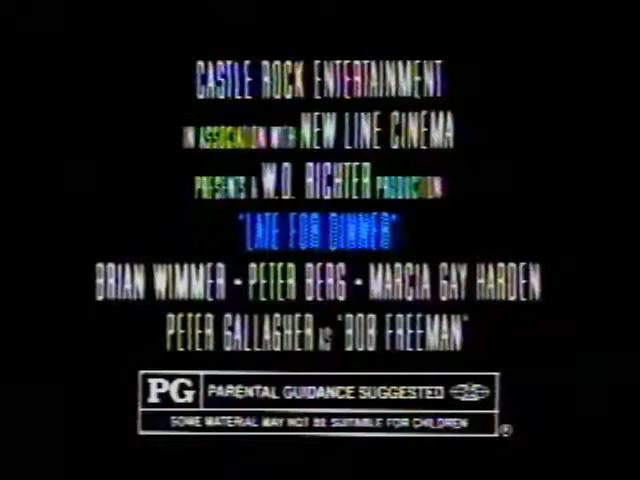 CASTLE ROCK ENTERTAINMENT
IN ASSOCIATION WITH NEW LINE CINEMA
PRESENTS A W.D. RICHTER PRODUCTION
"LATE FOR DINNER"
BRIAN WIMMER - PETER BERG - MARCIA GAY HARDEN
PETER GALLAGHER AS "BOB FREEMAN"
PG PARENTAL GUIDANCE SUGGESTED
SOME MATERIAL MAY NOT BE SUITABLE FOR CHILDREN
®